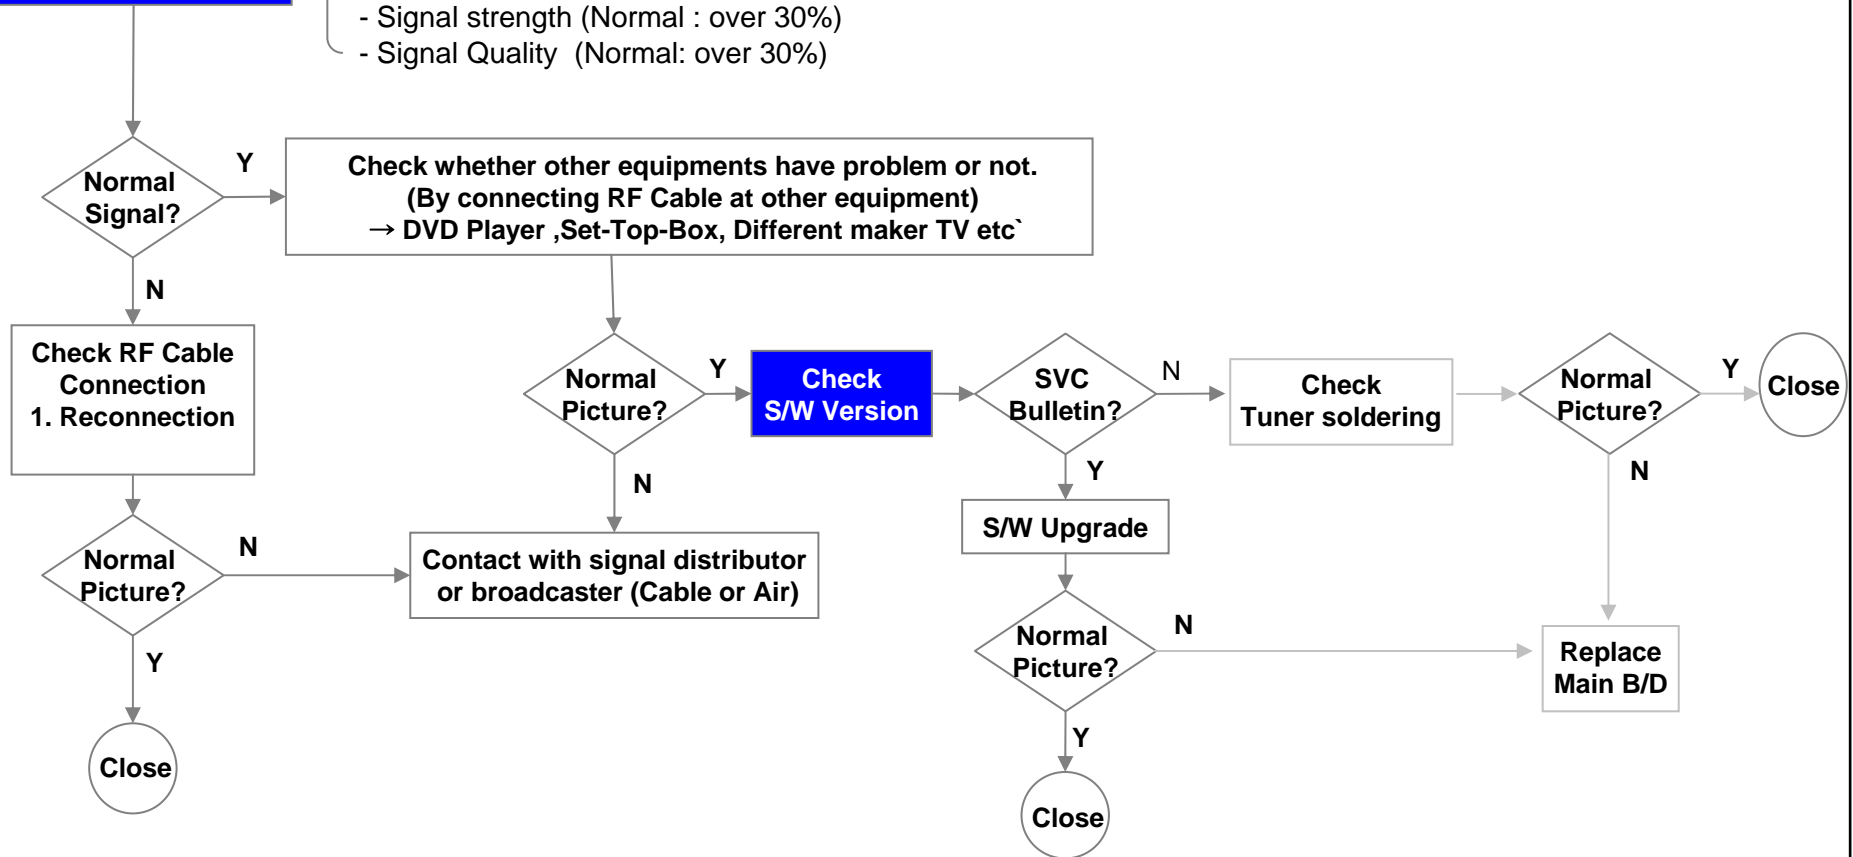 - Signal strength (Normal : over 30%)
- Signal Quality  (Normal: over 30%)
Normal
Signal?
Y
Check whether other equipments have problem or not.
(By connecting RF Cable at other equipment)
→ DVD Player ,Set-Top-Box, Different maker TV etc`
N
Check RF Cable
Connection
1. Reconnection
Normal
Picture?
Y
Check
S/W Version
SVC
Bulletin?
N
Check
Tuner soldering
Normal
Picture?
Y
Close
N
Y
N
S/W Upgrade
Normal
Picture?
N
Contact with signal distributor
or broadcaster (Cable or Air)
Normal
Picture?
N
Replace
Main B/D
Y
Close
Y
Close